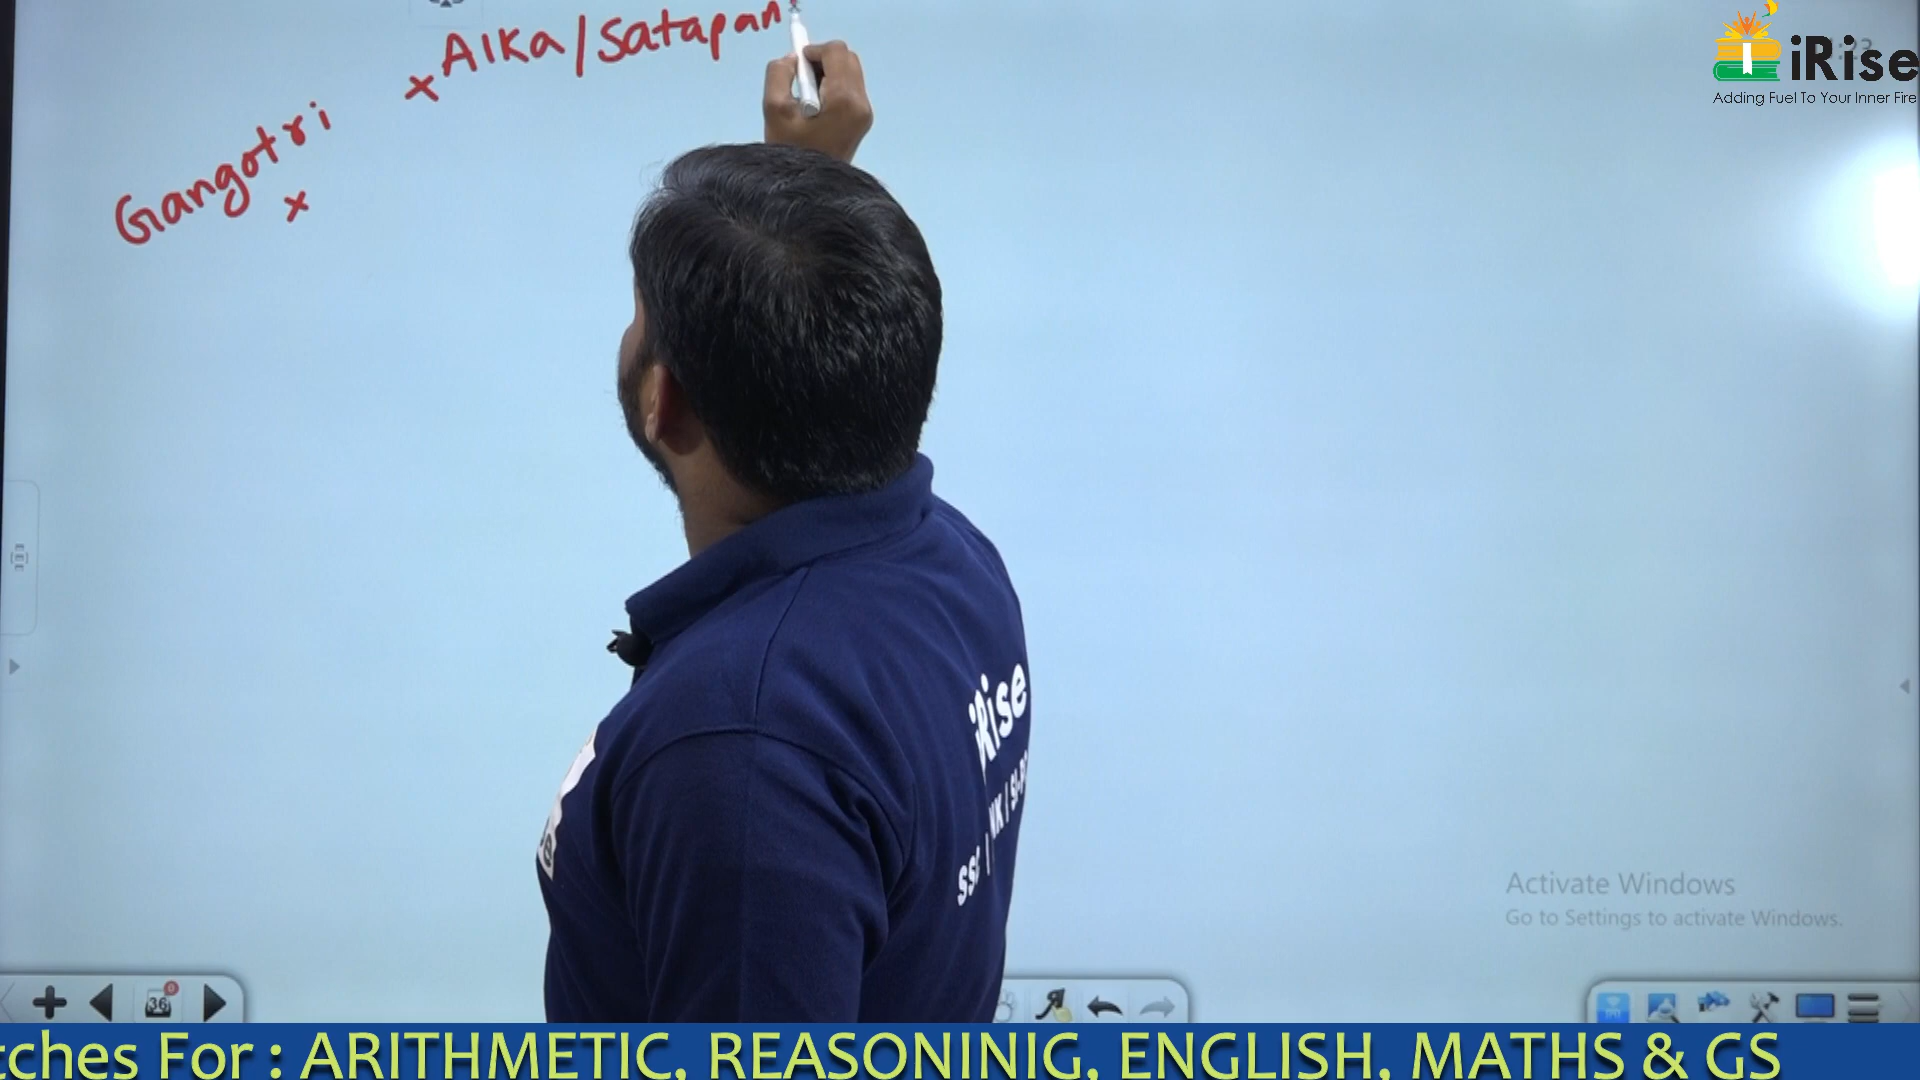 Alka/Satapan
Gangotri
iRise
Adding Fuel To Your Inner Fire
iRise
Activate Windows
Go to Settings to activate Windows.
36
0
tches For : ARITHMETIC, REASONINIG, ENGLISH, MATHS & GS